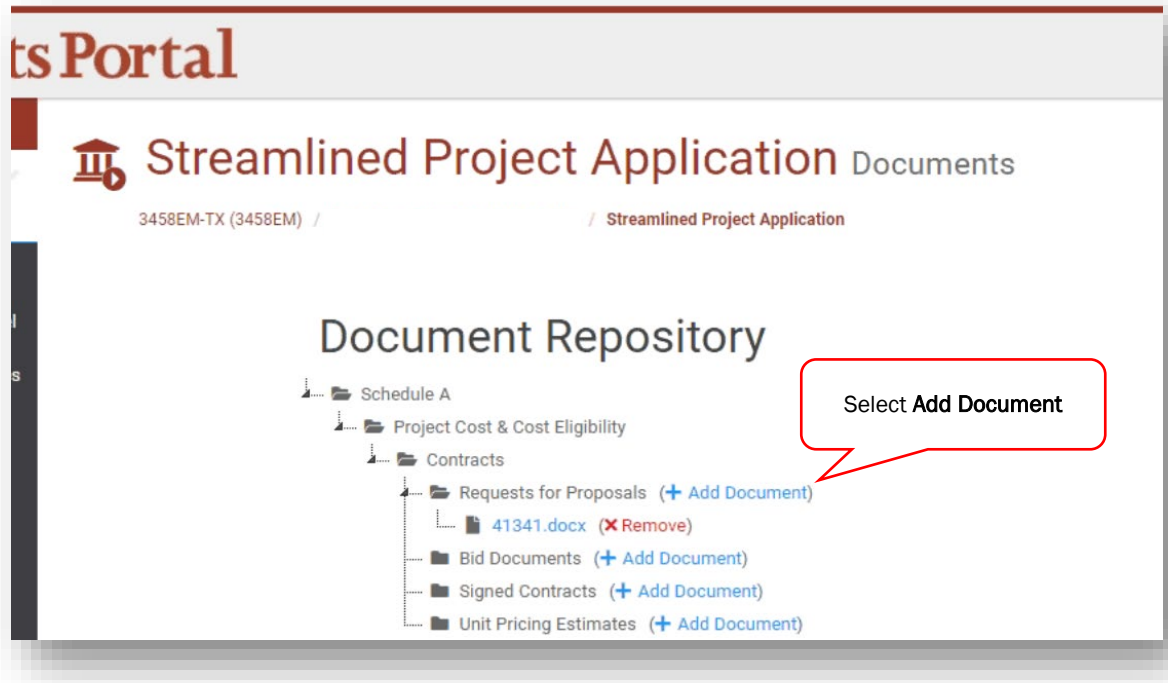 ts Portal
Streamlined Project Application Documents
3458EM-TX (3458EM) / / Streamlined Project Application
Document Repository
Select Add Document
Schedule A
Project Cost & Cost Eligibility
Contracts
Requests for Proposals (+ Add Document)
41341.docx (✖ Remove)
Bid Documents (+ Add Document)
Signed Contracts (+ Add Document)
Unit Pricing Estimates (+ Add Document)
l
s